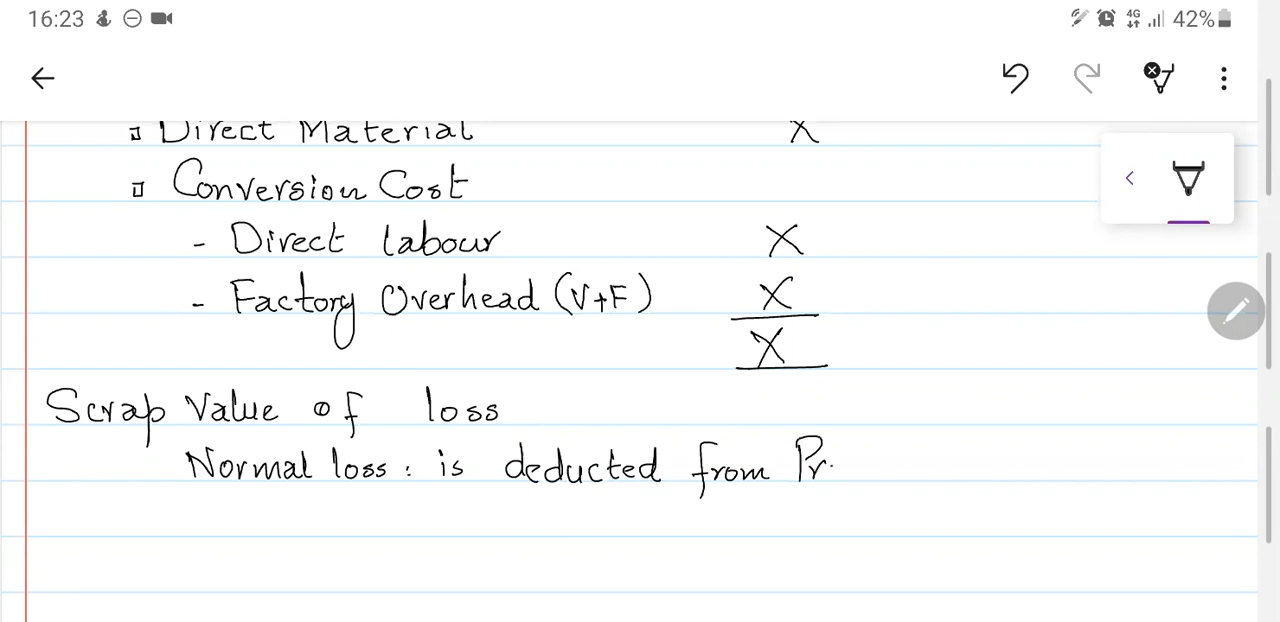 16:23 4G 42%
Direct Material X
Conversion Cost
- Direct labour X
- Factory Overhead (V+F) X
X
Scrap Value of loss
Normal loss: is deducted from Pr.